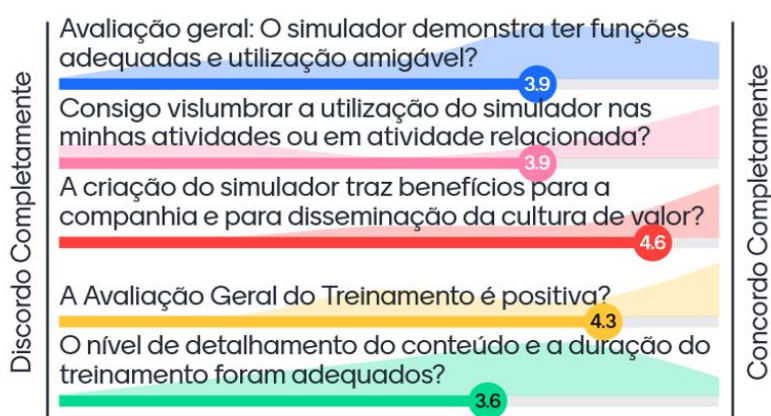 Discordo Completamente
Avaliação geral: O simulador demonstra ter funções
adequadas e utilização amigável?
3.9
Consigo vislumbrar a utilização do simulador nas
minhas atividades ou em atividade relacionada?
3.9
A criação do simulador traz benefícios para a
companhia e para disseminação da cultura de valor?
4.6
A Avaliação Geral do Treinamento é positiva?
4.3
O nível de detalhamento do conteúdo e a duração do
treinamento foram adequados?
3.6
Concordo Completamente